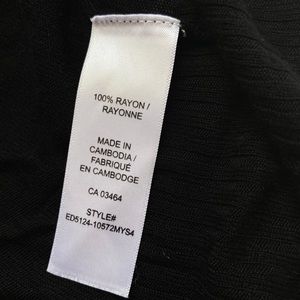 100% RAYON /
RAYONNE
MADE IN
CAMBODIA /
FABRIQUÉ
EN CAMBODGE
CA 03464
STYLE#
ED5124-10572MYS4